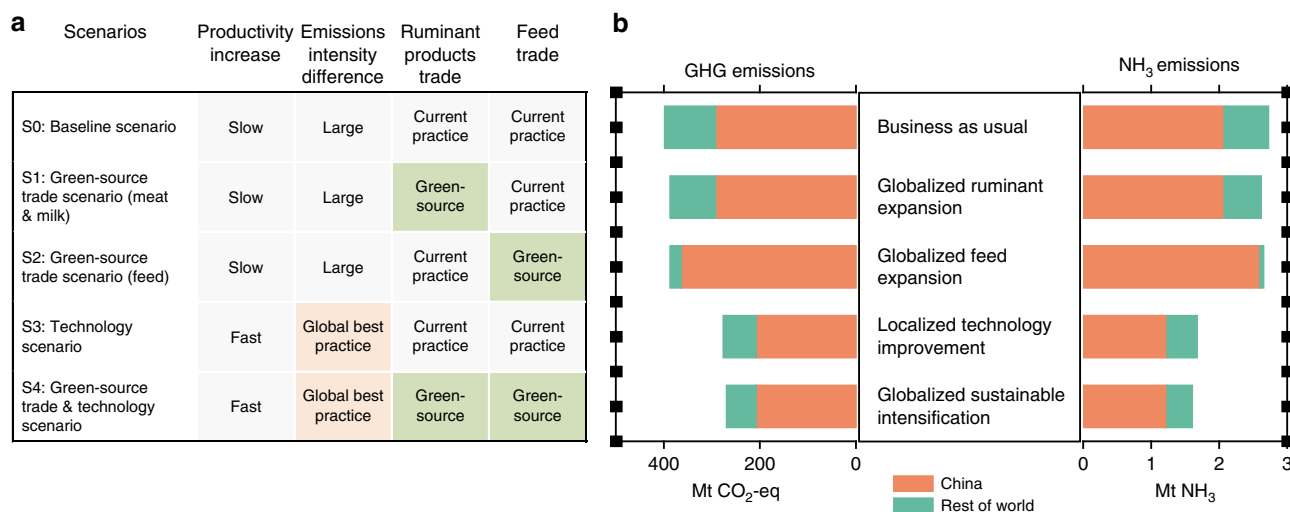 a
Scenarios
Productivity
increase
Emissions
intensity
difference
Ruminant
products
trade
Feed
trade
S0: Baseline scenario
Slow
Large
Current
practice
Current
practice
S1: Green-source
trade scenario (meat
& milk)
Slow
Large
Green-
source
Current
practice
S2: Green-source
trade scenario (feed)
Slow
Large
Current
practice
Green-
source
S3: Technology
scenario
Fast
Global best
practice
Current
practice
Current
practice
S4: Green-source
trade & technology
scenario
Fast
Global best
practice
Green-
source
Green-
source
b
GHG emissions
NH3 emissions
Business as usual
Globalized ruminant
expansion
Globalized feed
expansion
Localized technology
improvement
Globalized sustainable
intensification
400
200
0
Mt CO2-eq
0
1
2
3
Mt NH3
China
Rest of world